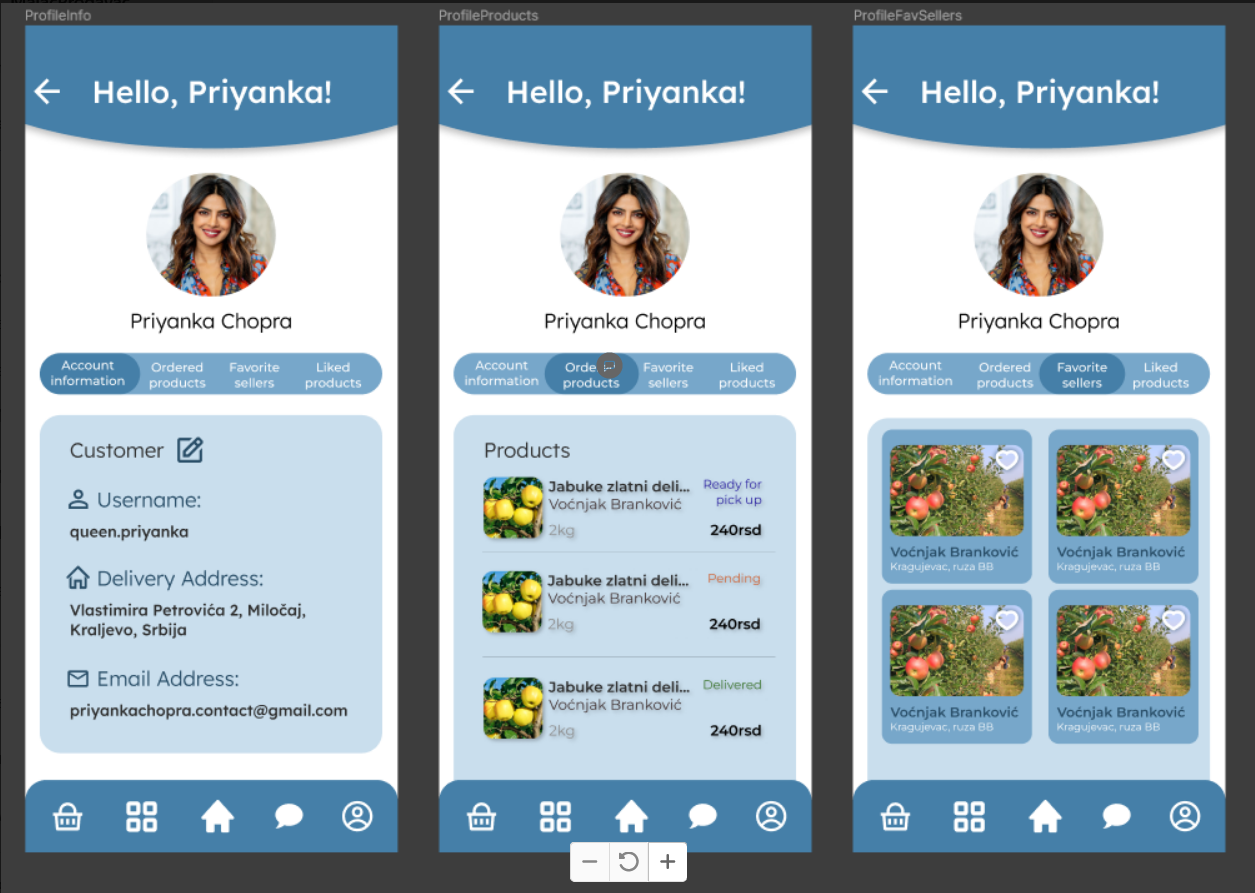 ProfileInfo
Hello, Priyanka!
Priyanka Chopra
Account
information
Ordered
products
Favorite
sellers
Liked
products
Customer
Username:
queen.priyanka
Delivery Address:
Vlastimira Petrovića 2, Miločaj,
Kraljevo, Srbija
Email Address:
priyankachopra.contact@gmail.com
ProfileProducts
Hello, Priyanka!
Priyanka Chopra
Account
information
products
Favorite
sellers
Liked
products
Products
Jabuke zlatni deli...
Voćnjak Branković
2kg
Ready for
pick up
240rsd
Jabuke zlatni deli...
Voćnjak Branković
2kg
Pending
240rsd
Jabuke zlatni deli...
Voćnjak Branković
2kg
Delivered
240rsd
ProfileFavSellers
Hello, Priyanka!
Priyanka Chopra
Account
information
Ordered
products
Favorite
sellers
Liked
products
Voćnjak Branković
Kragujevac, ruza BB
Voćnjak Branković
Kragujevac, ruza BB
Voćnjak Branković
Kragujevac, ruza BB
Voćnjak Branković
Kragujevac, ruza BB